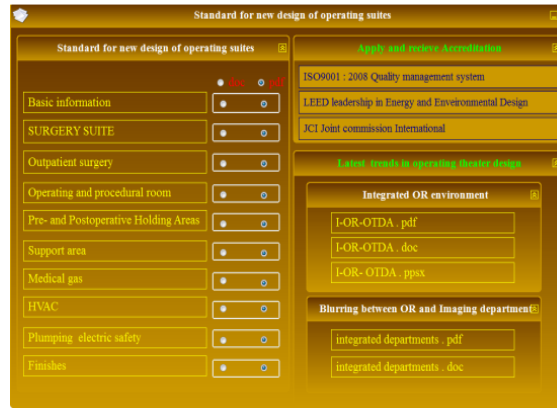 Standard for new design of operating suites
Standard for new design of operating suites
doc pdf
Basic information
SURGERY SUITE
Outpatient surgery
Operating and procedural room
Pre- and Postoperative Holding Areas
Support area
Medical gas
HVAC
Plumping electric safety
Finishes
Apply and recieve Accreditation
ISO9001 : 2008 Quality management system
LEED leadership in Energy and Enveironmental Design
JCI Joint commission International
Latest trends in operating theater design
Integrated OR environment
I-OR-OTDA . pdf
I-OR-OTDA . doc
I-OR- OTDA . ppsx
Blurring between OR and Imaging department
integrated departments . pdf
integrated departments . doc